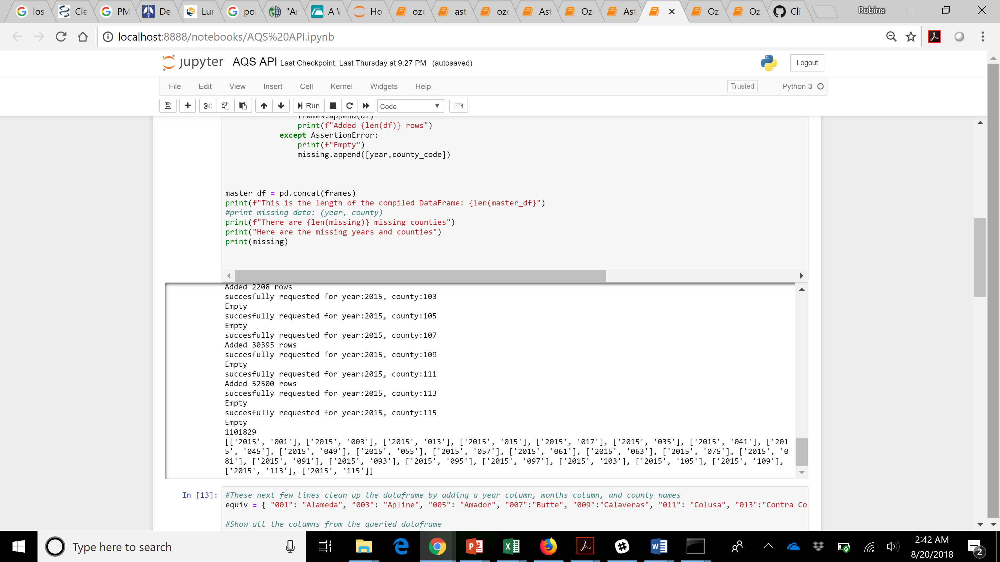 los
Cle
PM
De
Lur
pol
"Ar
A V
Ho
ozo
ast
ozo
Ast
Oz
Ast
Oz
Oz
Cli
Robina
localhost:8888/notebooks/AQS%20API.ipynb
jupyter AQS API Last Checkpoint: Last Thursday at 9:27 PM (autosaved)
Logout
File Edit View Insert Cell Kernel Widgets Help
Trusted
Python 3
Run
Code
frames.append(df)
print(f"Added {len(df)} rows")
except AssertionError:
print(f"Empty")
missing.append([year,county_code])
master_df = pd.concat(frames)
print(f"This is the length of the compiled DataFrame: {len(master_df}")
#print missing data: (year, county)
print(f"There are {len(missing)} missing counties")
print("Here are the missing years and counties")
print(missing)
Added 2208 rows
succesfully requested for year:2015, county:103
Empty
succesfully requested for year:2015, county:105
Empty
succesfully requested for year:2015, county:107
Added 30395 rows
succesfully requested for year:2015, county:109
Empty
succesfully requested for year:2015, county:111
Added 52500 rows
succesfully requested for year:2015, county:113
Empty
succesfully requested for year:2015, county:115
Empty
1101829
[['2015', '001'], ['2015', '003'], ['2015', '013'], ['2015', '015'], ['2015', '017'], ['2015', '035'], ['2015', '041'], ['201
5', '045'], ['2015', '049'], ['2015', '055'], ['2015', '057'], ['2015', '061'], ['2015', '063'], ['2015', '075'], ['2015', '0
81'], ['2015', '091'], ['2015', '093'], ['2015', '095'], ['2015', '097'], ['2015', '103'], ['2015', '105'], ['2015', '109'],
['2015', '113'], ['2015', '115']]
In [13]:
#These next few lines clean up the dataframe by adding a year column, months column, and county names
equiv = { "001": "Alameda", "003": "Apline", "005": "Amador", "007":"Butte", "009":"Calaveras", "011": "Colusa", "013":"Contra Co
#Show all the columns from the queried dataframe
Type here to search
2:42 AM
8/20/2018
2